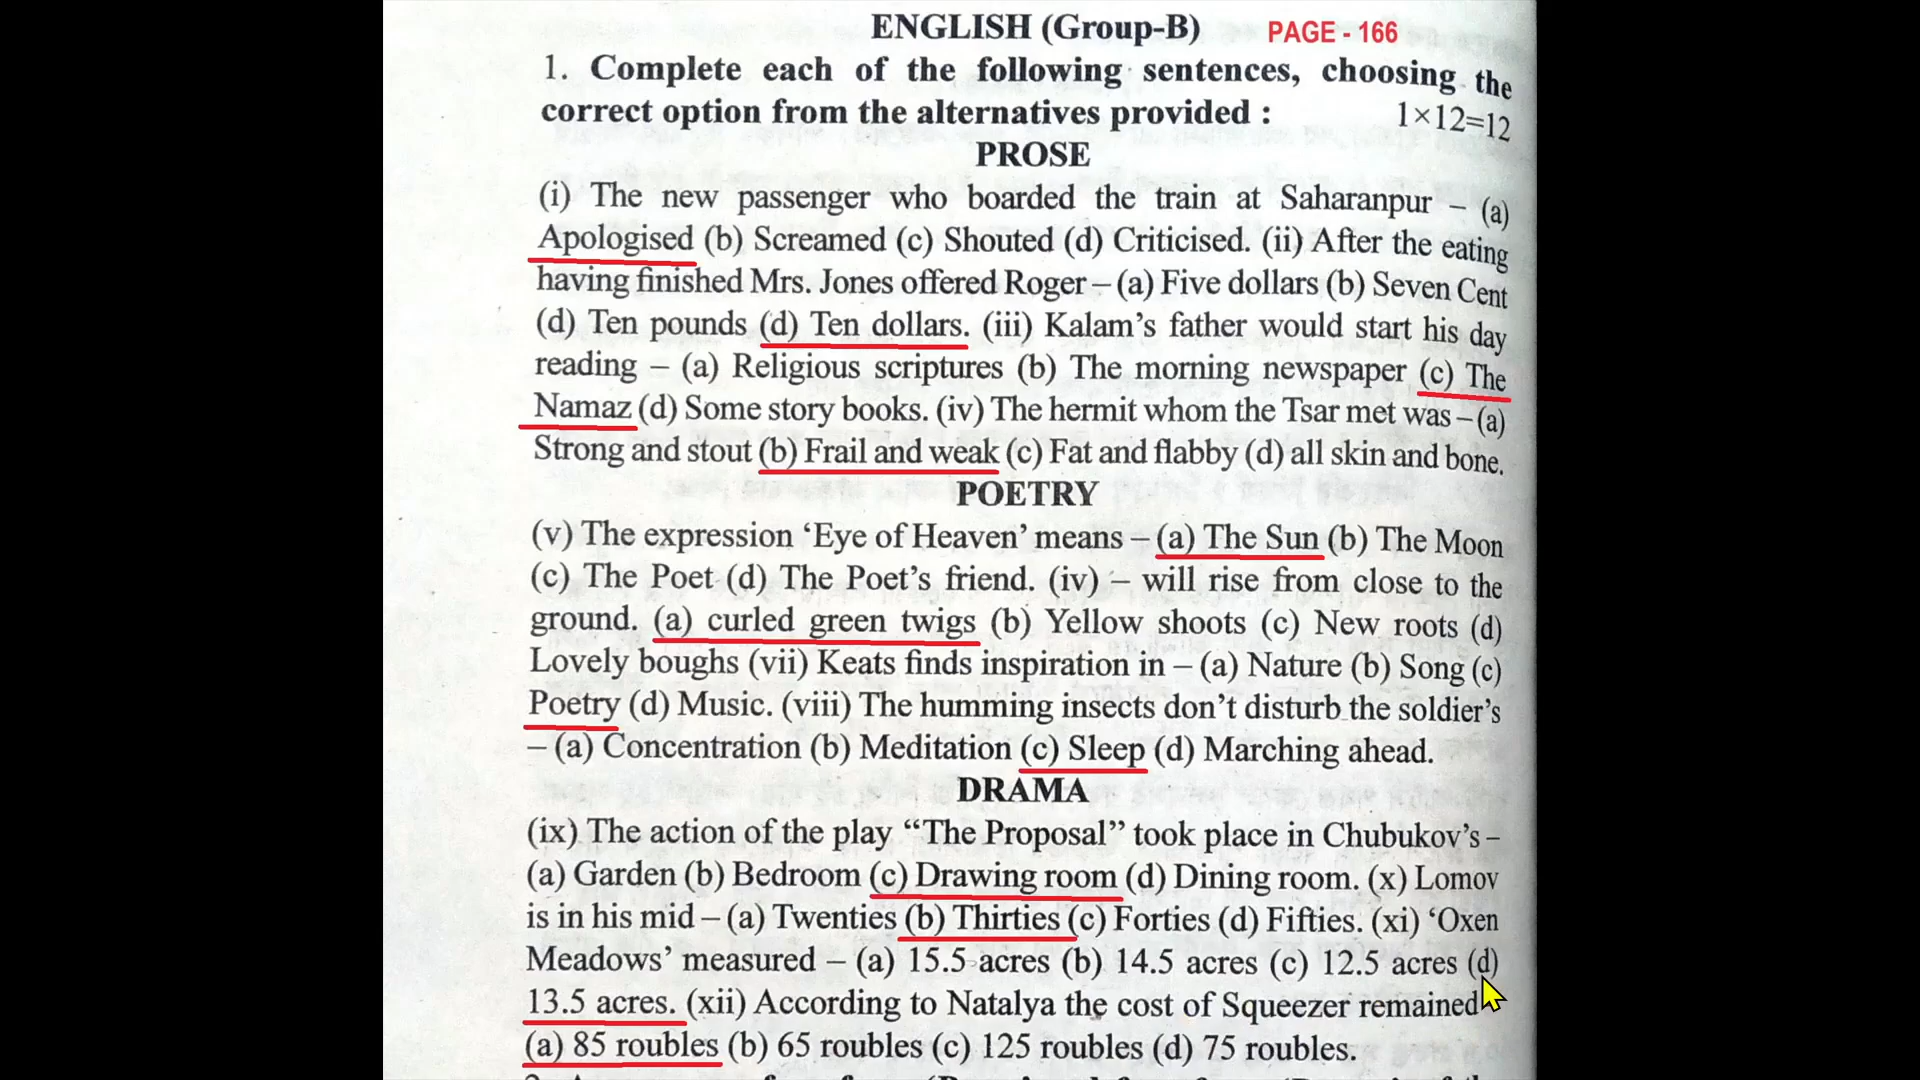 ENGLISH (Group-B) PAGE - 166
1. Complete each of the following sentences, choosing the
correct option from the alternatives provided : 1×12=12
PROSE
(i) The new passenger who boarded the train at Saharanpur – (a)
Apologised (b) Screamed (c) Shouted (d) Criticised. (ii) After the eating
having finished Mrs. Jones offered Roger – (a) Five dollars (b) Seven Cent
(d) Ten pounds (d) Ten dollars. (iii) Kalam's father would start his day
reading – (a) Religious scriptures (b) The morning newspaper (c) The
Namaz (d) Some story books. (iv) The hermit whom the Tsar met was – (a)
Strong and stout (b) Frail and weak (c) Fat and flabby (d) all skin and bone.
POETRY
(v) The expression ‘Eye of Heaven’ means – (a) The Sun (b) The Moon
(c) The Poet (d) The Poet's friend. (iv) – will rise from close to the
ground. (a) curled green twigs (b) Yellow shoots (c) New roots (d)
Lovely boughs (vii) Keats finds inspiration in – (a) Nature (b) Song (c)
Poetry (d) Music. (viii) The humming insects don't disturb the soldier's
– (a) Concentration (b) Meditation (c) Sleep (d) Marching ahead.
DRAMA
(ix) The action of the play “The Proposal” took place in Chubukov's –
(a) Garden (b) Bedroom (c) Drawing room (d) Dining room. (x) Lomov
is in his mid – (a) Twenties (b) Thirties (c) Forties (d) Fifties. (xi) ‘Oxen
Meadows’ measured – (a) 15.5 acres (b) 14.5 acres (c) 12.5 acres (d)
13.5 acres. (xii) According to Natalya the cost of Squeezer remained
(a) 85 roubles (b) 65 roubles (c) 125 roubles (d) 75 roubles.